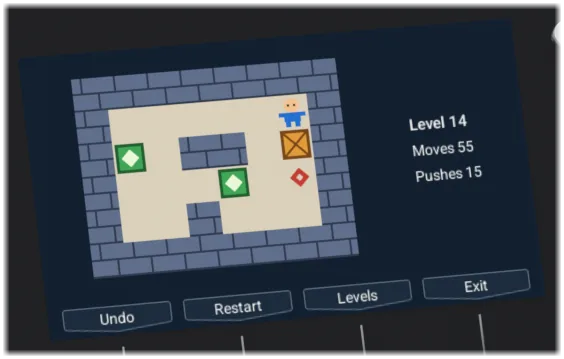 Level 14
Moves 55
Pushes 15
Undo
Restart
Levels
Exit